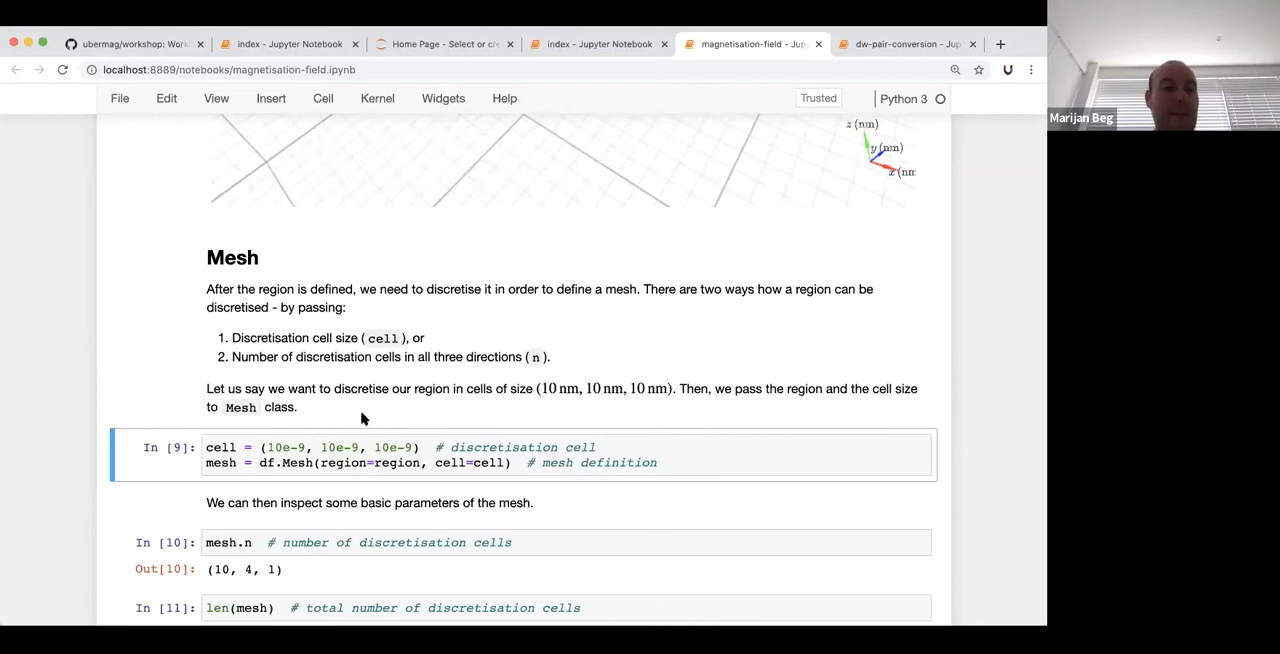 ubermag/workshop: Work
index - Jupyter Notebook
Home Page - Select or cre
index - Jupyter Notebook
magnetisation-field - Jup
dw-pair-conversion - Jup
localhost:8889/notebooks/magnetisation-field.ipynb
File Edit View Insert Cell Kernel Widgets Help Trusted Python 3
Marijan Beg
z (nm)
y (nm)
x (nm
Mesh
After the region is defined, we need to discretise it in order to define a mesh. There are two ways how a region can be
discretised - by passing:
1. Discretisation cell size ( cell ), or
2. Number of discretisation cells in all three directions ( n ).
Let us say we want to discretise our region in cells of size (10 nm, 10 nm, 10 nm). Then, we pass the region and the cell size
to Mesh class.
In [9]: cell = (10e-9, 10e-9, 10e-9)  # discretisation cell
mesh = df.Mesh(region=region, cell=cell)  # mesh definition
We can then inspect some basic parameters of the mesh.
In [10]: mesh.n  # number of discretisation cells
Out[10]: (10, 4, 1)
In [11]: len(mesh)  # total number of discretisation cells